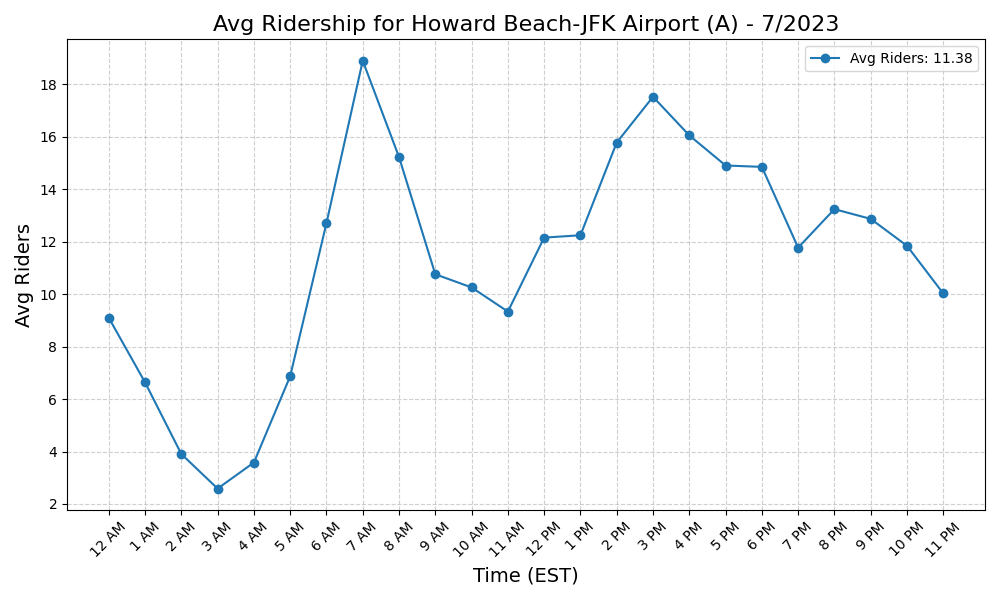 Avg Ridership for Howard Beach-JFK Airport (A) - 7/2023
Avg Riders: 11.38
Avg Riders
18
16
14
12
10
8
6
4
2
12 AM
1 AM
2 AM
3 AM
4 AM
5 AM
6 AM
7 AM
8 AM
9 AM
10 AM
11 AM
12 PM
1 PM
2 PM
3 PM
4 PM
5 PM
6 PM
7 PM
8 PM
9 PM
10 PM
11 PM
Time (EST)